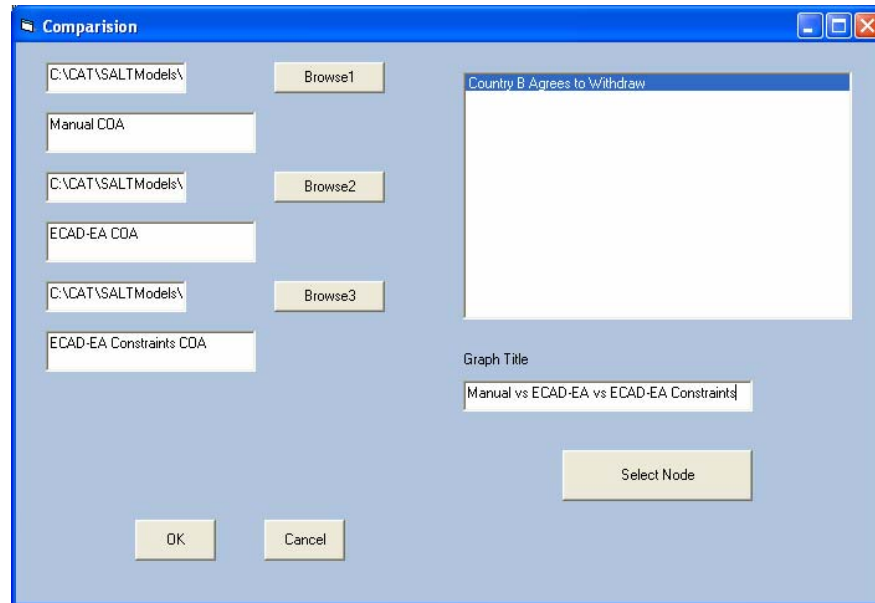 Comparision
C:\CAT\SALTModels\
Browse1
Manual COA
C:\CAT\SALTModels\
Browse2
ECAD-EA COA
C:\CAT\SALTModels\
Browse3
ECAD-EA Constraints COA
OK
Cancel
Country B Agrees to Withdraw
Graph Title
Manual vs ECAD-EA vs ECAD-EA Constraints
Select Node